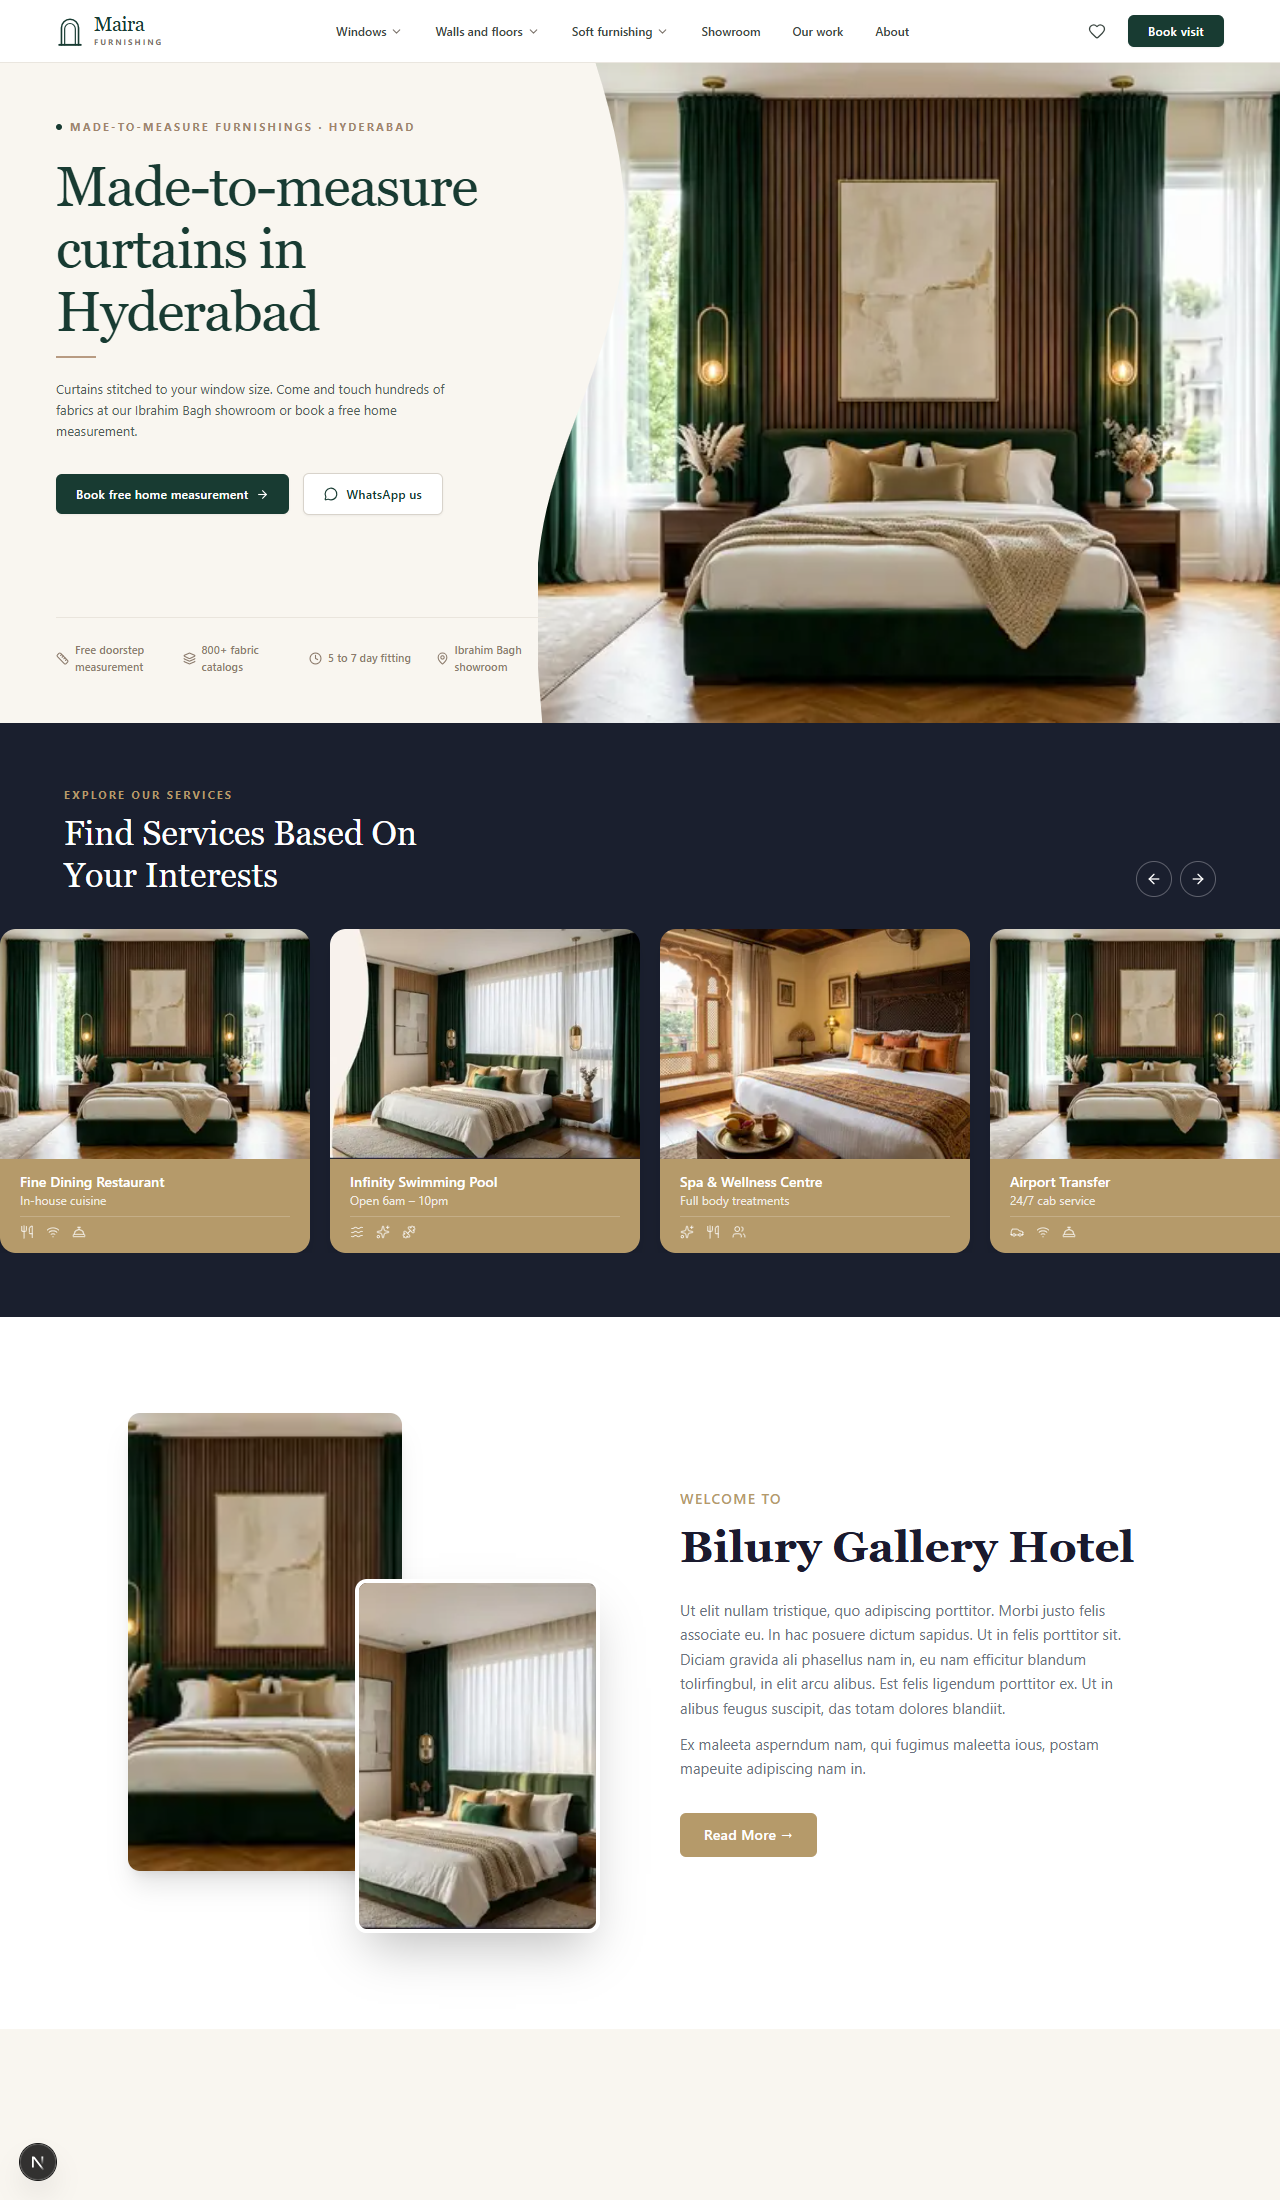 Maira
FURNISHING
Windows
Walls and floors
Soft furnishing
Showroom
Our work
About
Book visit
MADE-TO-MEASURE FURNISHINGS • HYDERABAD
Made-to-measure
curtains in
Hyderabad
Curtains stitched to your window size. Come and touch hundreds of
fabrics at our Ibrahim Bagh showroom or book a free home
measurement.
Book free home measurement →
WhatsApp us
Free doorstep
measurement
800+ fabric
catalogs
5 to 7 day fitting
Ibrahim Bagh
showroom
EXPLORE OUR SERVICES
Find Services Based On
Your Interests
Fine Dining Restaurant
In-house cuisine
Infinity Swimming Pool
Open 6am – 10pm
Spa & Wellness Centre
Full body treatments
Airport Transfer
24/7 cab service
WELCOME TO
Bilury Gallery Hotel
Ut elit nullam tristique, quo adipiscing porttitor. Morbi justo felis
associate eu. In hac posuere dictum sapidus. Ut in felis porttitor sit.
Diciam gravida ali phasellus nam in, eu nam efficitur blandum
tolirfingbul, in elit arcu alibus. Est felis ligendum porttitor ex. Ut in
alibus feugus suscipit, das totam dolores blandiit.
Ex maleeta asperndum nam, qui fugimus maleetta ious, postam
mapeuite adipiscing nam in.
Read More →
N